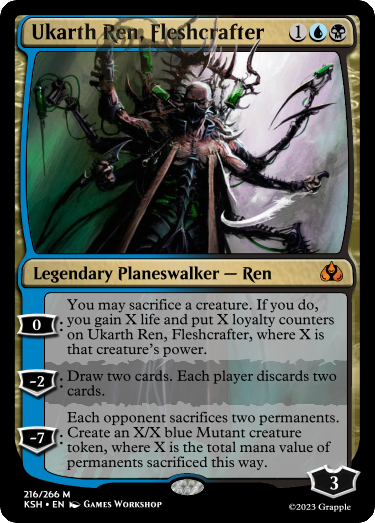 Ukarth Ren, Fleshcrafter 1
Legendary Planeswalker — Ren
You may sacrifice a creature. If you do,
you gain X life and put X loyalty counters
0 : on Ukarth Ren, Fleshcrafter, where X is
that creature's power.
-2 : Draw two cards. Each player discards two
cards.
Each opponent sacrifices two permanents.
-7 : Create an X/X blue Mutant creature
token, where X is the total mana value of
permanents sacrificed this way.
3
216/266 M
KSH • EN GAMES WORKSHOP
©2023 Grapple